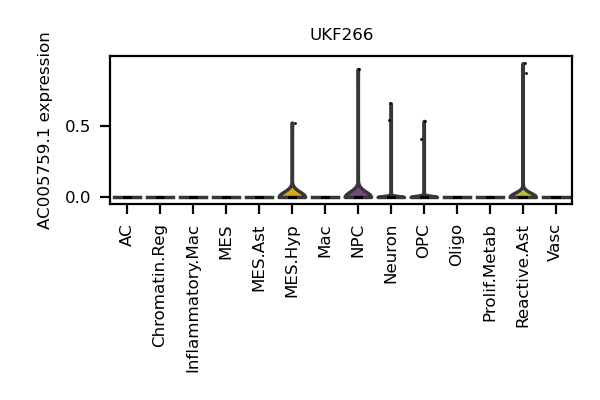 UKF266
AC005759.1 expression
0.5
0.0
AC
Chromatin.Reg
Inflammatory.Mac
MES
MES.Ast
MES.Hyp
Mac
NPC
Neuron
OPC
Oligo
Prolif.Metab
Reactive.Ast
Vasc